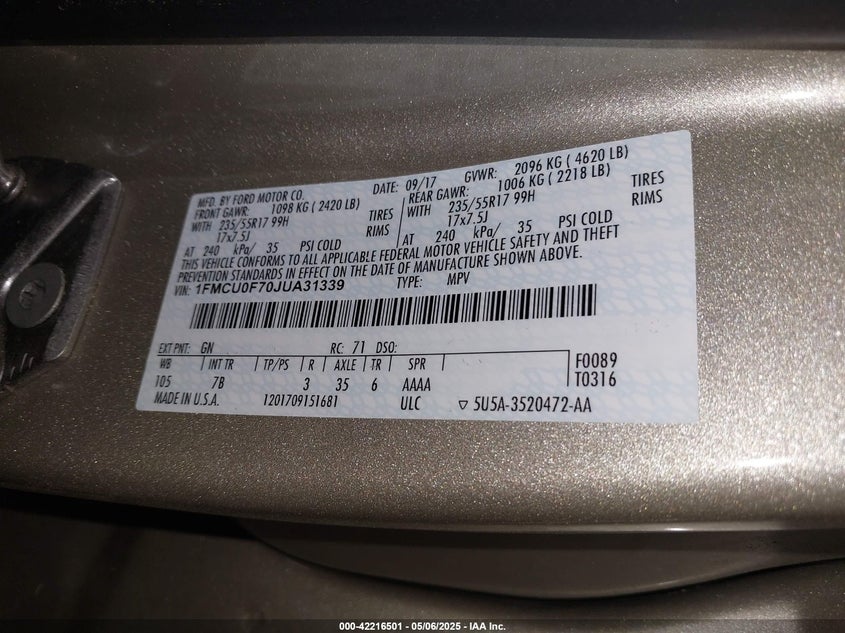 MFD. BY FORD MOTOR CO. DATE: 09/17 GVWR: 2096 KG ( 4620 LB)
FRONT GAWR: 1098 KG ( 2420 LB) REAR GAWR: 1006 KG ( 2218 LB)
WITH 235/55R17 99H TIRES WITH 235/55R17 99H TIRES
17x7.5J RIMS 17x7.5J RIMS
AT 240 kPa/ 35 PSI COLD AT 240 kPa/ 35 PSI COLD
THIS VEHICLE CONFORMS TO ALL APPLICABLE FEDERAL MOTOR VEHICLE SAFETY AND THEFT
PREVENTION STANDARDS IN EFFECT ON THE DATE OF MANUFACTURE SHOWN ABOVE.
VIN: 1FMCU0F70JUA31339 TYPE: MPV
EXT PNT: GN RC: 71 DSO:
WB INT TR TP/PS R AXLE TR SPR F0089
105 7B 3 35 6 AAAA T0316
MADE IN U.S.A. 1201709151681 ULC ▽ 5U5A-3520472-AA
000-42216501 — 05/06/2025 — IAA Inc.